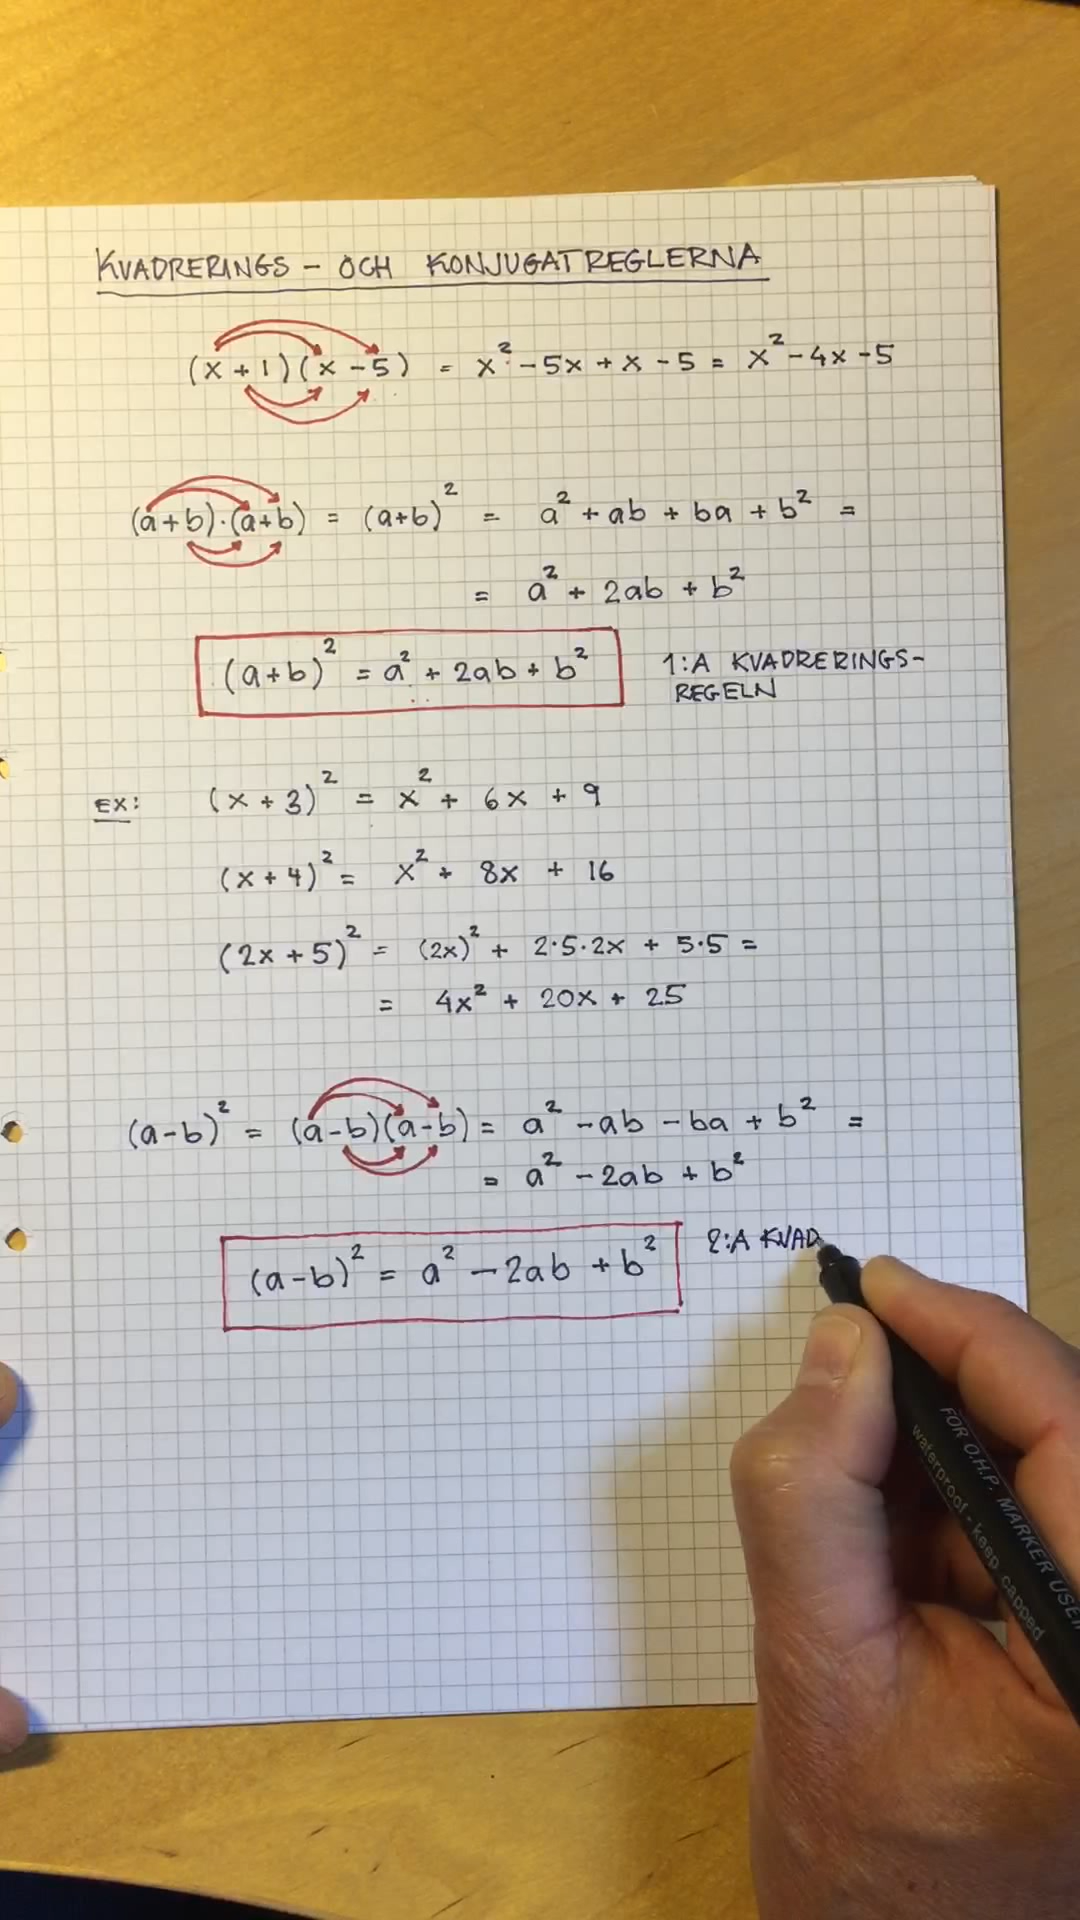 KVADRERINGS- OCH KONJUGATREGLERNA
(x+1)(x-5) = x² - 5x + x - 5 = x² - 4x - 5
(a+b)·(a+b) = (a+b)² = a² + ab + ba + b² =
= a² + 2ab + b²
(a+b)² = a² + 2ab + b²
1:A KVADRERINGS-
REGELN
EX: (x+3)² = x² + 6x + 9
(x+4)² = x² + 8x + 16
(2x+5)² = (2x)² + 2·5·2x + 5·5 =
= 4x² + 20x + 25
(a-b)² = (a-b)(a-b) = a² - ab - ba + b² =
= a² - 2ab + b²
(a-b)² = a² - 2ab + b²
2:A KVAD
FOR O.H.P. MARKER USE
waterproof - keep capped